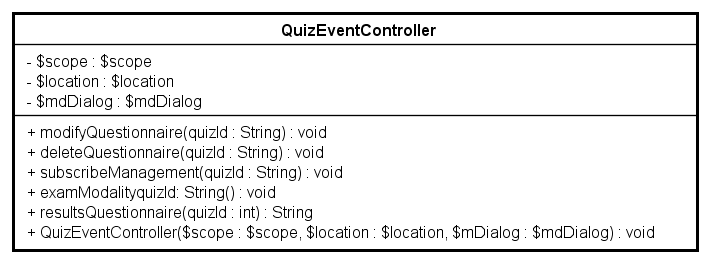 QuizEventController
- $scope : $scope
- $location : $location
- $mdDialog : $mdDialog
+ modifyQuestionnaire(quizId : String) : void
+ deleteQuestionnaire(quizId : String) : void
+ subscribeManagement(quizId : String) : void
+ examModalityquizId: String() : void
+ resultsQuestionnaire(quizId : int) : String
+ QuizEventController($scope : $scope, $location : $location, $mDialog : $mdDialog) : void